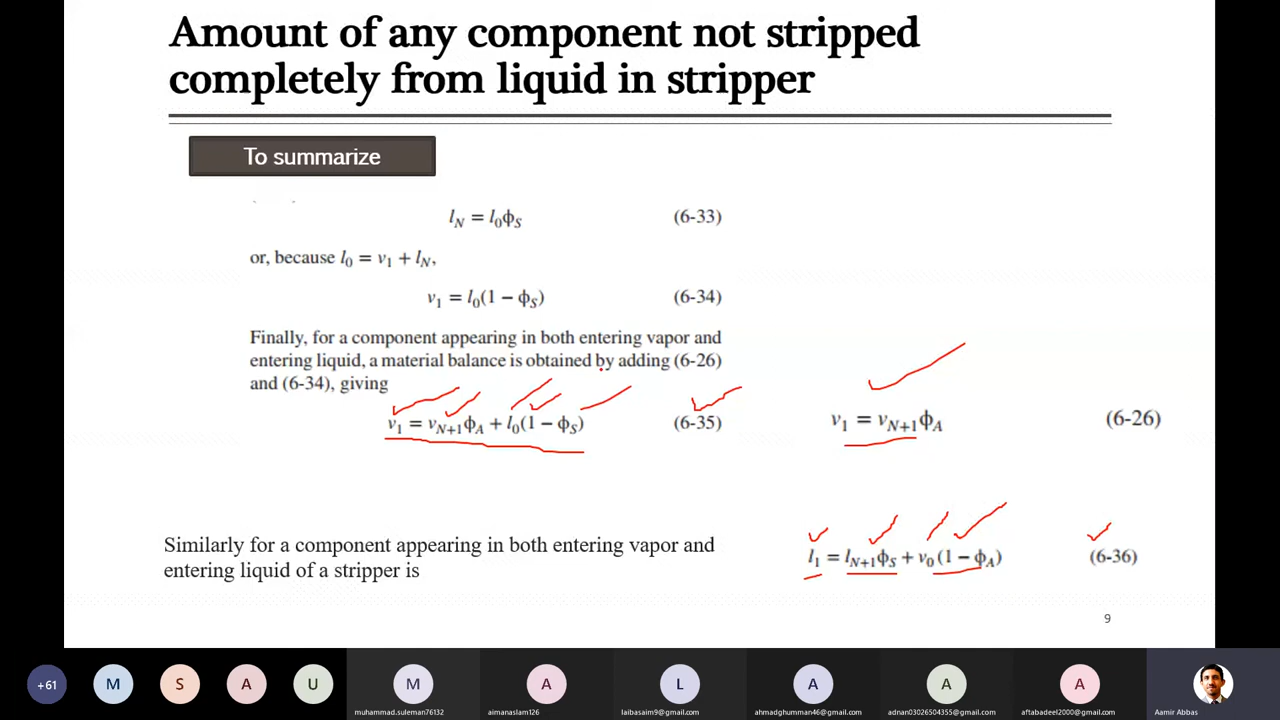 Amount of any component not stripped
completely from liquid in stripper
To summarize
l_N = l_0ϕ_S (6-33)
or, because l_0 = v_1 + l_N,
v_1 = l_0(1 − ϕ_S) (6-34)
Finally, for a component appearing in both entering vapor and
entering liquid, a material balance is obtained by adding (6-26)
and (6-34), giving
v_1 = v_{N+1}ϕ_A + l_0(1 − ϕ_S) (6-35)
v_1 = v_{N+1}ϕ_A (6-26)
Similarly for a component appearing in both entering vapor and
entering liquid of a stripper is
l_1 = l_{N+1}ϕ_S + v_0(1 − ϕ_A) (6-36)
9
+61
M
S
A
U
M
muhammad.suleman76132
A
aimanaslam126
L
laibasaim9@gmail.com
A
ahmadghumman46@gmail.com
A
adnan03026504355@gmail.com
A
aftabadeel2000@gmail.com
Aamir Abbas